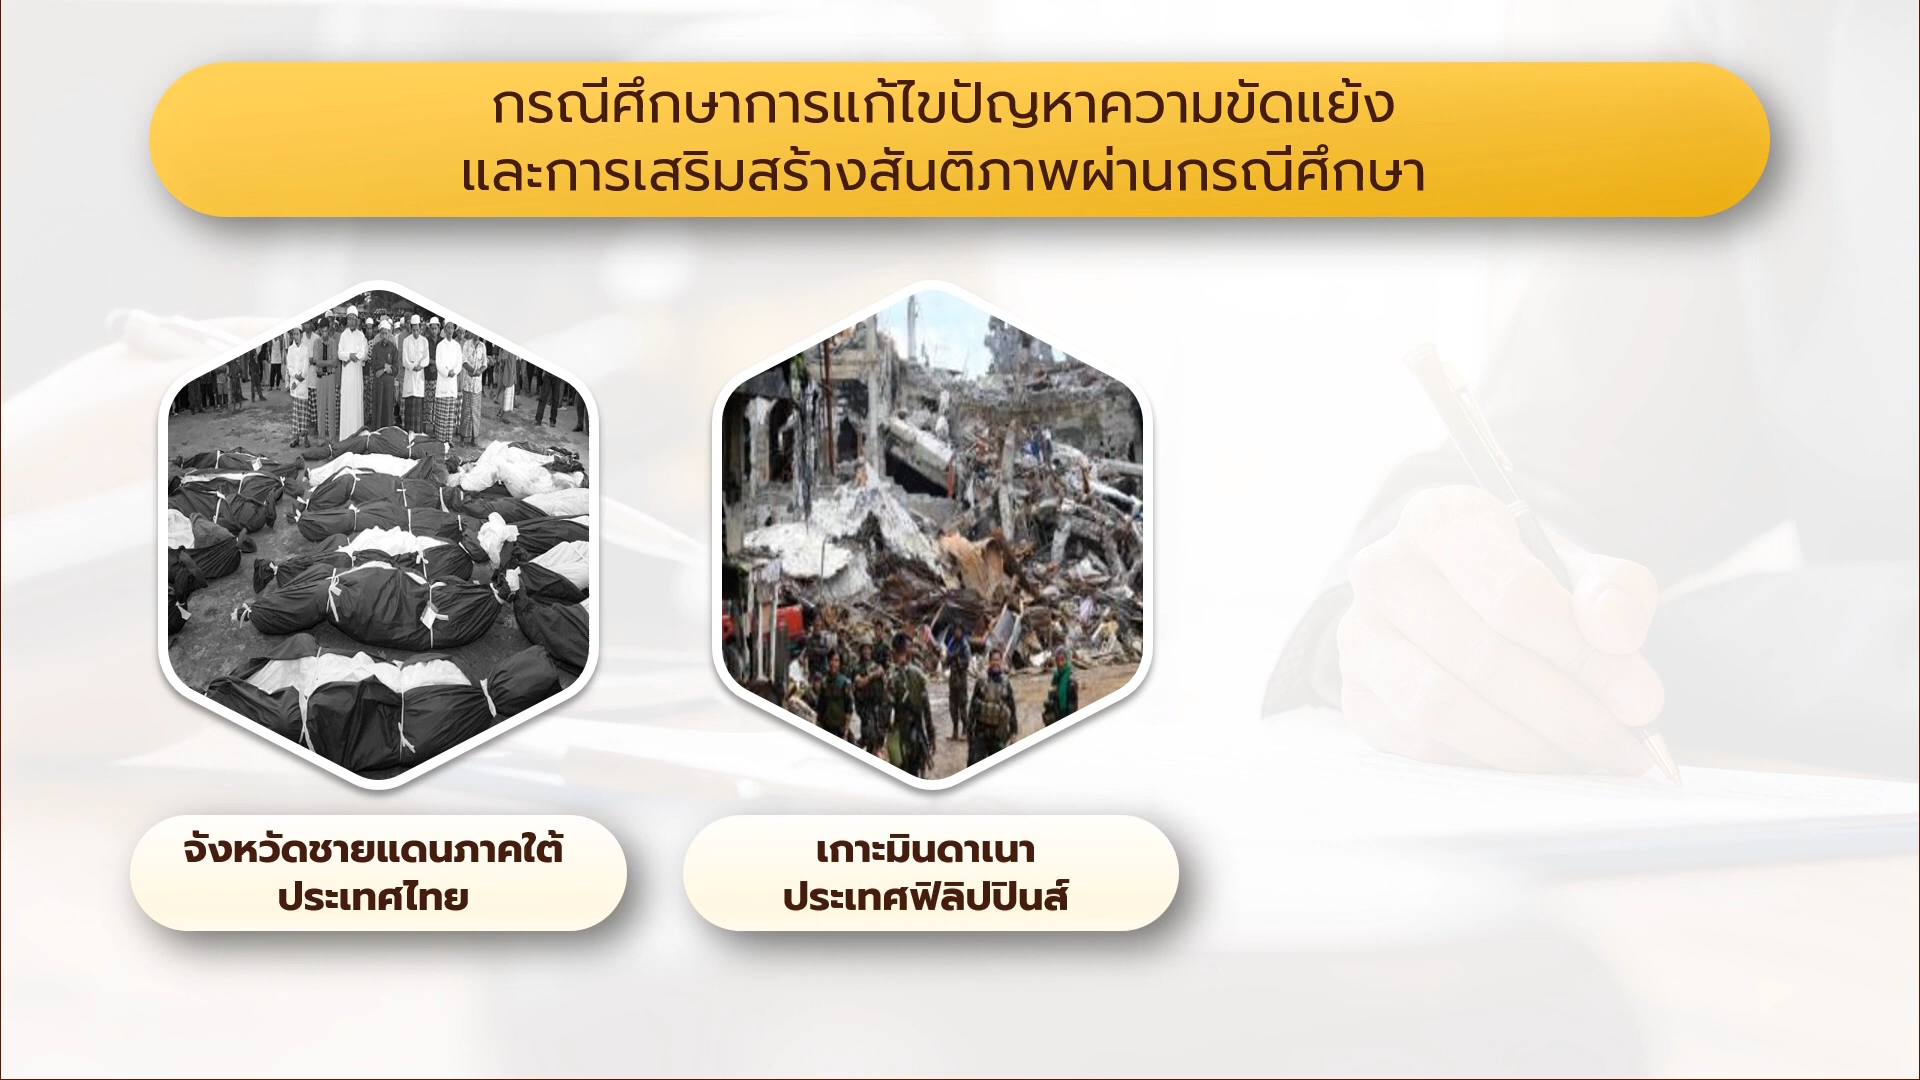 กรณีศึกษาการแก้ไขปัญหาความขัดแย้ง
และการเสริมสร้างสันติภาพผ่านกรณีศึกษา
จังหวัดชายแดนภาคใต้
ประเทศไทย
เกาะมินดาเนา
ประเทศฟิลิปปินส์